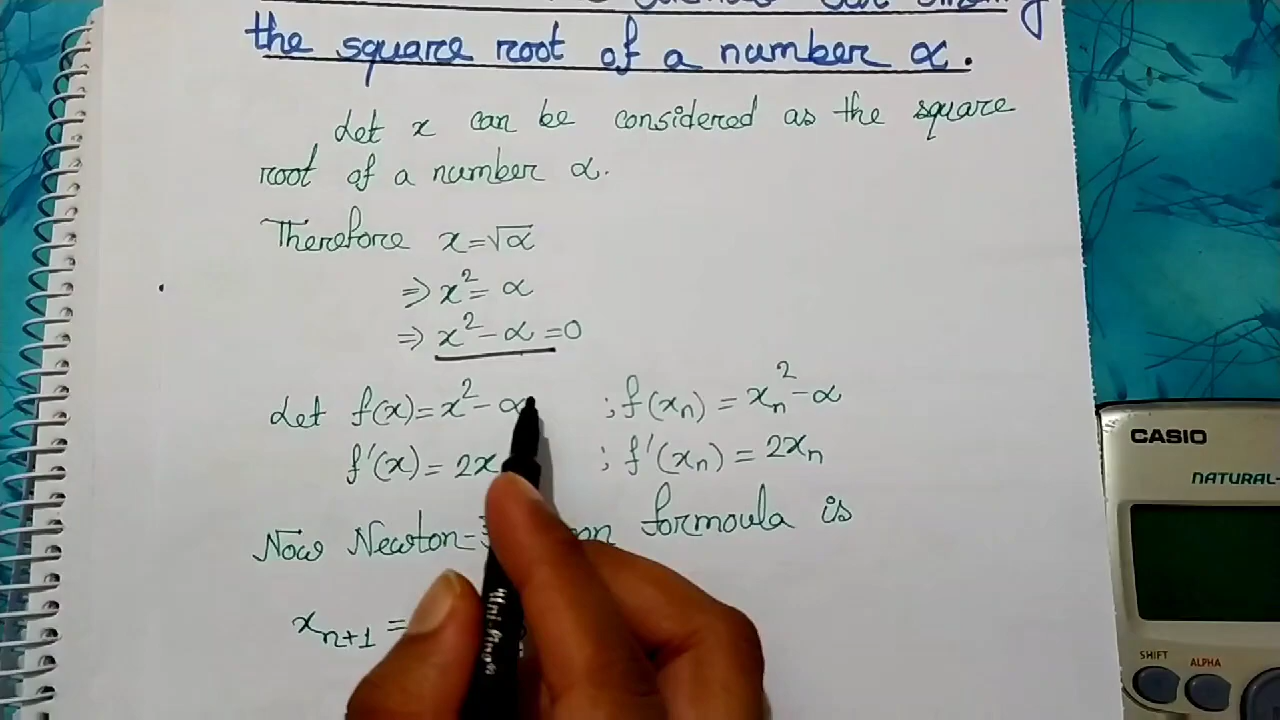 the square root of a number α.
Let x can be considered as the square
root of a number α.
Therefore x=√α
⇒ x²= α
⇒ x²-α=0
Let f(x)=x²-α ; f(xₙ) = xₙ²-α
f'(x) = 2x ; f'(xₙ) = 2xₙ
Now Newton- formoula is
xₙ₊₁ =
CASIO
NATURAL-
SHIFT ALPHA